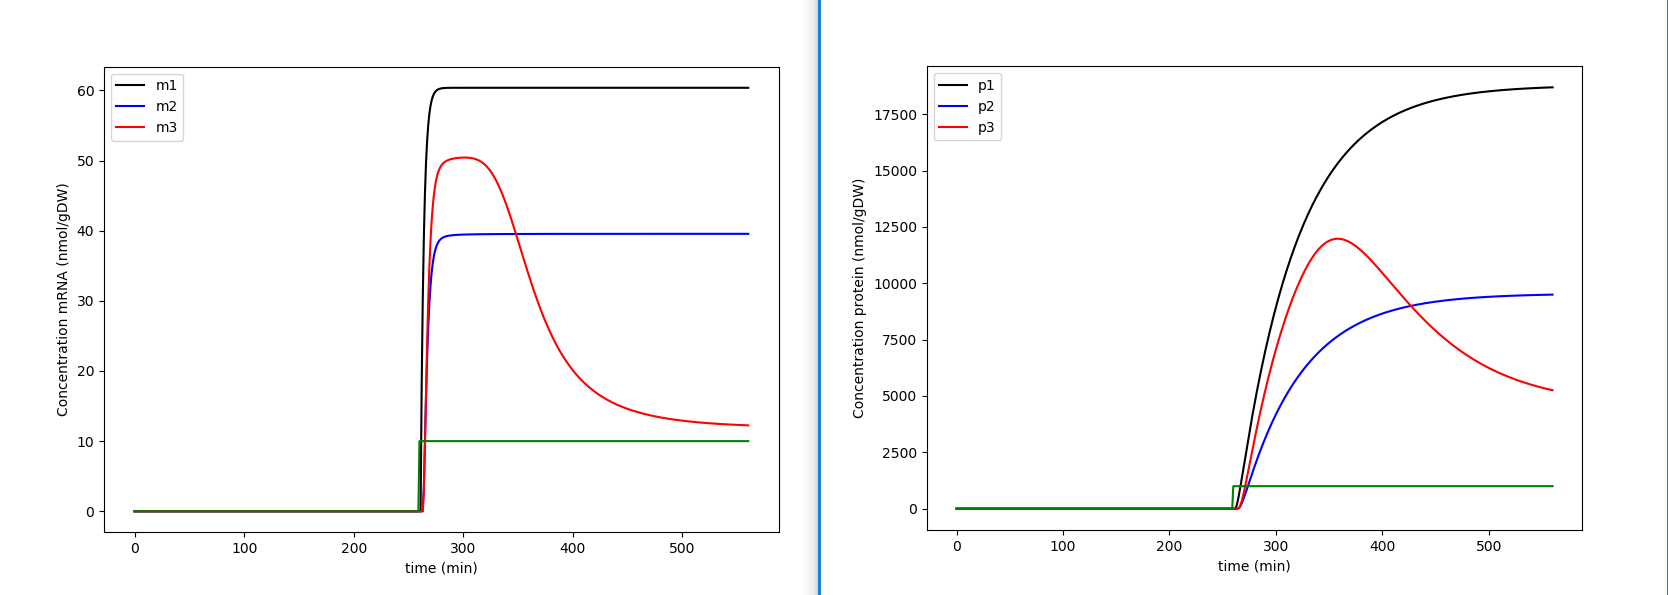 m1
m2
m3
60
50
40
30
20
10
0
Concentration mRNA (nmol/gDW)
0 100 200 300 400 500
time (min)
p1
p2
p3
17500
15000
12500
10000
7500
5000
2500
0
Concentration protein (nmol/gDW)
0 100 200 300 400 500
time (min)